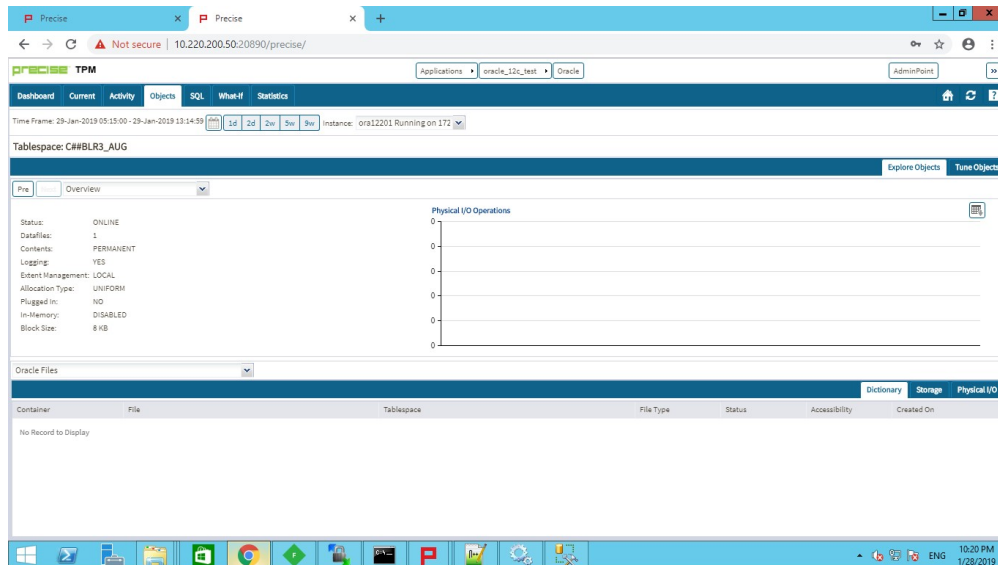 Precise
Precise
Not secure 10.220.200.50:20890/precise/
PRECISE TPM
Applications oracle_12c_test Oracle
AdminPoint
Dashboard Current Activity Objects SQL What-If Statistics
Time Frame: 29-Jan-2019 05:15:00 - 29-Jan-2019 13:14:59 1d 2d 2w 5w 9w Instance: ora12201 Running on 172
Tablespace: C##BLR3_AUG
Explore Objects Tune Objects
Pre Overview
Physical I/O Operations
Status: ONLINE
Datafiles: 1
Contents: PERMANENT
Logging: YES
Extent Management: LOCAL
Allocation Type: UNIFORM
Plugged In: NO
In-Memory: DISABLED
Block Size: 8 KB
0
0
0
0
0
0
Oracle Files
Dictionary Storage Physical I/O
Container File Tablespace File Type Status Accessibility Created On
No Record to Display
ENG
10:20 PM
1/28/2019